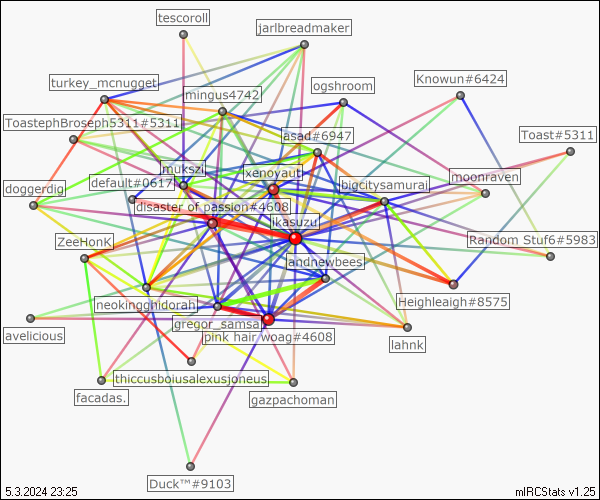 tescoroll
jarlbreadmaker
turkey_mcnugget
ogshroom
Knowun#6424
mingus4742
ToastephBroseph5311#5311
asad#6947
Toast#5311
mukszi
xenoyaut
moonraven
default#0617
bigcitysamurai
doggerdig
disaster of passion#4608
ikasuzu
ZeeHonK
Random Stuf6#5983
andnewbees
neokingghidorah
Heighleaigh#8575
gregor_samsa
avelicious
pink hair woag#4608
lahnk
thiccusboiusalexusjoneus
facadas.
gazpachoman
Duck™#9103
5.3.2024 23:25
mIRCStats v1.25